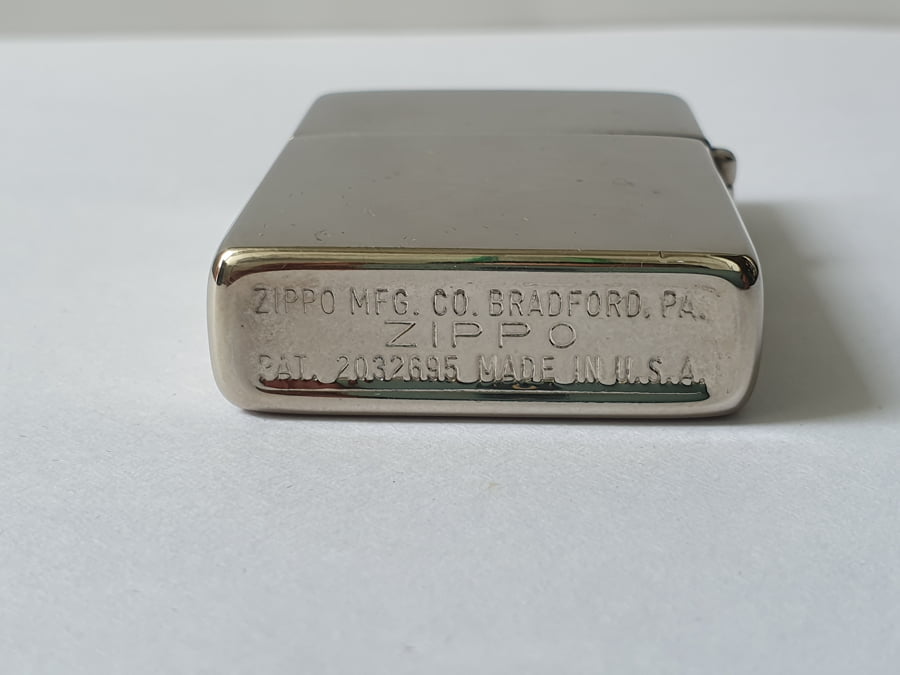 ZIPPO MFG. CO. BRADFORD, PA.
ZIPPO
PAT. 2032695 MADE IN U.S.A.